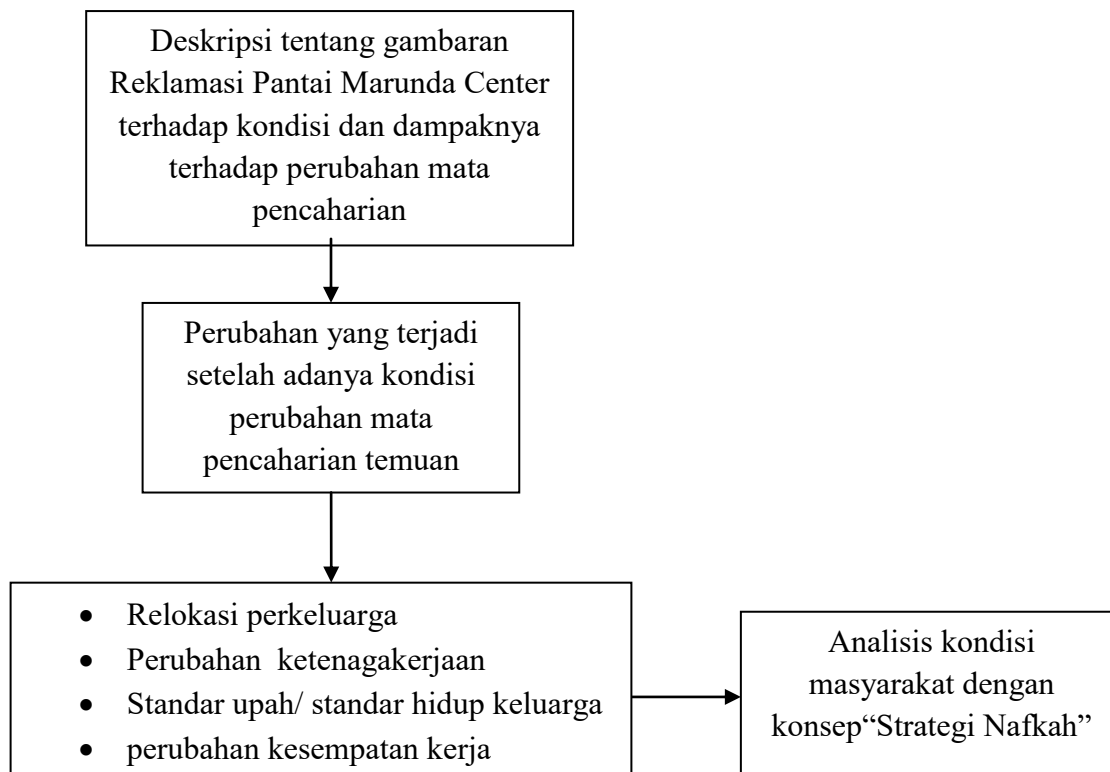 Deskripsi tentang gambaran
Reklamasi Pantai Marunda Center
terhadap kondisi dan dampaknya
terhadap perubahan mata
pencaharian
Perubahan yang terjadi
setelah adanya kondisi
perubahan mata
pencaharian temuan
• Relokasi perkeluarga
• Perubahan ketenagakerjaan
• Standar upah/ standar hidup keluarga
• perubahan kesempatan kerja
Analisis kondisi
masyarakat dengan
konsep“Strategi Nafkah”